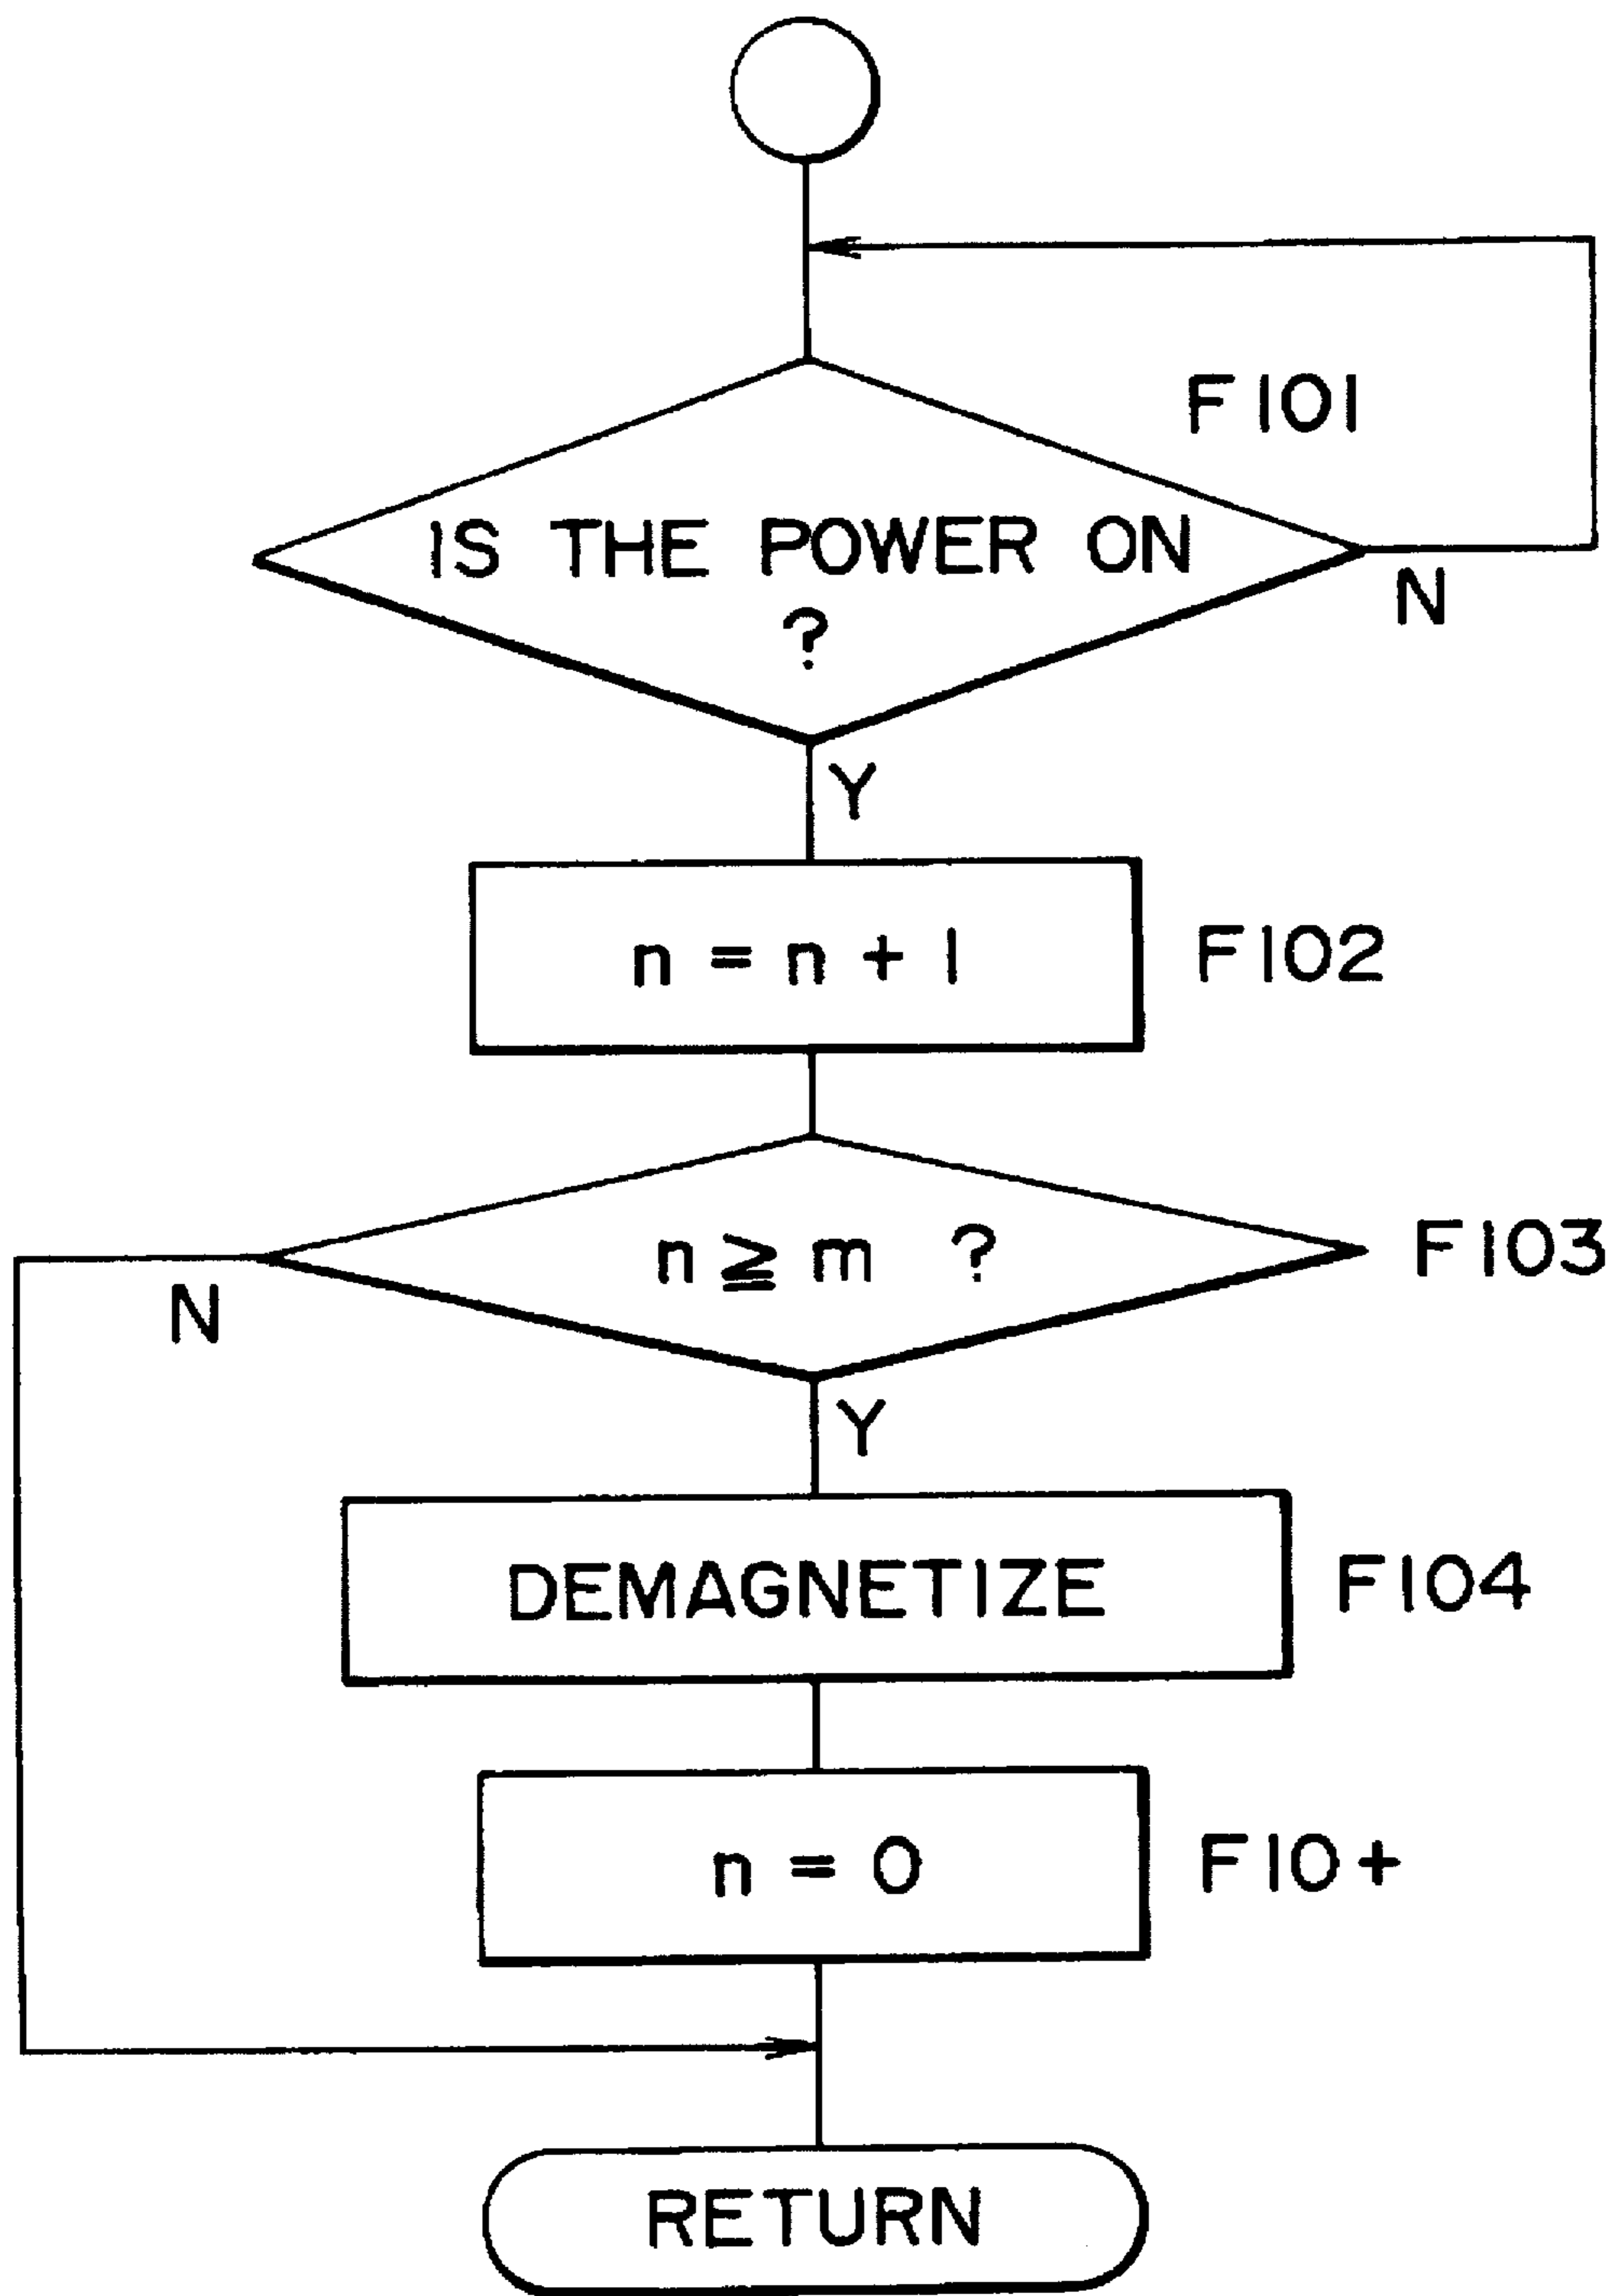 F101
IS THE POWER ON
?
N
Y
n = n + 1
F102
n ≧ m ?
F103
N
Y
DEMAGNETIZE
F104
n = 0
F10+
RETURN